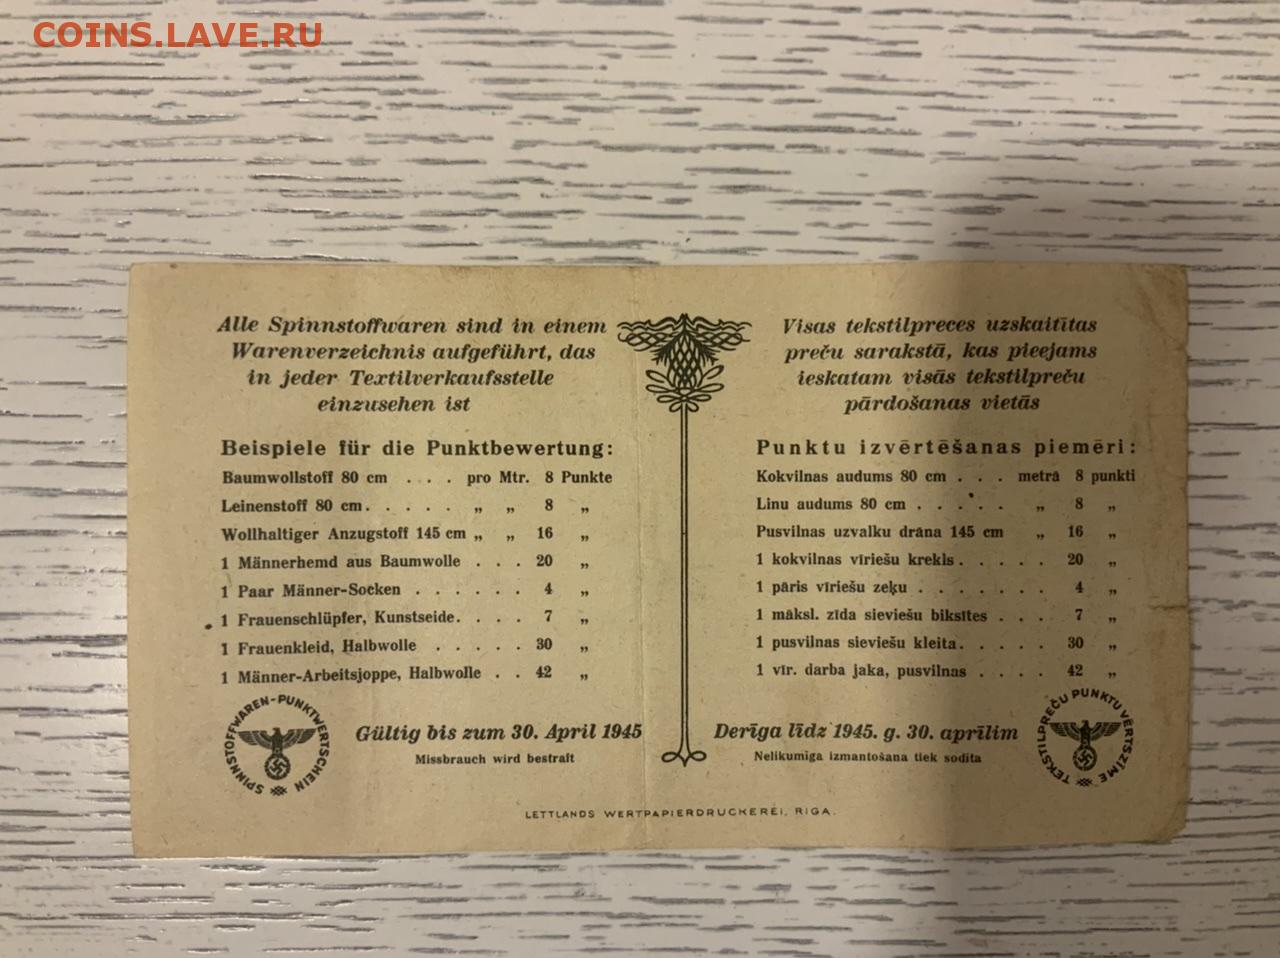 COINS.LAVE.RU
Alle Spinnstoffwaren sind in einem
Warenverzeichnis aufgeführt, das
in jeder Textilverkaufsstelle
einzusehen ist
Beispiele für die Punktbewertung:
Baumwollstoff 80 cm . . . . pro Mtr. 8 Punkte
Leinenstoff 80 cm. . . . . . „ „ 8 „
Wollhaltiger Anzugstoff 145 cm „ „ 16 „
1 Männerhemd aus Baumwolle . . . 20 „
1 Paar Männer-Socken . . . . . . 4 „
1 Frauenschlüpfer, Kunstseide. . . . 7 „
1 Frauenkleid, Halbwolle . . . . . 30 „
1 Männer-Arbeitsjoppe, Halbwolle . . 42 „
SPINNSTOFFWAREN-PUNKTWERTSCHEIN
Gültig bis zum 30. April 1945
Missbrauch wird bestraft
Visas tekstilpreces uzskaitītas
preču sarakstā, kas pieejams
ieskatam visās tekstilpreču
pārdošanas vietās
Punktu izvērtēšanas piemēri:
Kokvilnas audums 80 cm . . . metrā 8 punkti
Linu audums 80 cm . . . . . „ 8 „
Pusvilnas uzvalku drāna 145 cm „ 16 „
1 kokvilnas vīriešu krekls. . . . . 20 „
1 pāris vīriešu zeķu . . . . . . . 4 „
1 māksl. zīda sieviešu biksītes . . . 7 „
1 pusvilnas sieviešu kleita. . . . . 30 „
1 vīr. darba jaka, pusvilnas . . . . 42 „
Derīga līdz 1945. g. 30. aprīlim
Nelikumīga izmantošana tiek sodīta
TEKSTILPREČU PUNKTU VĒRTSZĪME
LETTLANDS WERTPAPIERDRUCKEREI, RIGA.